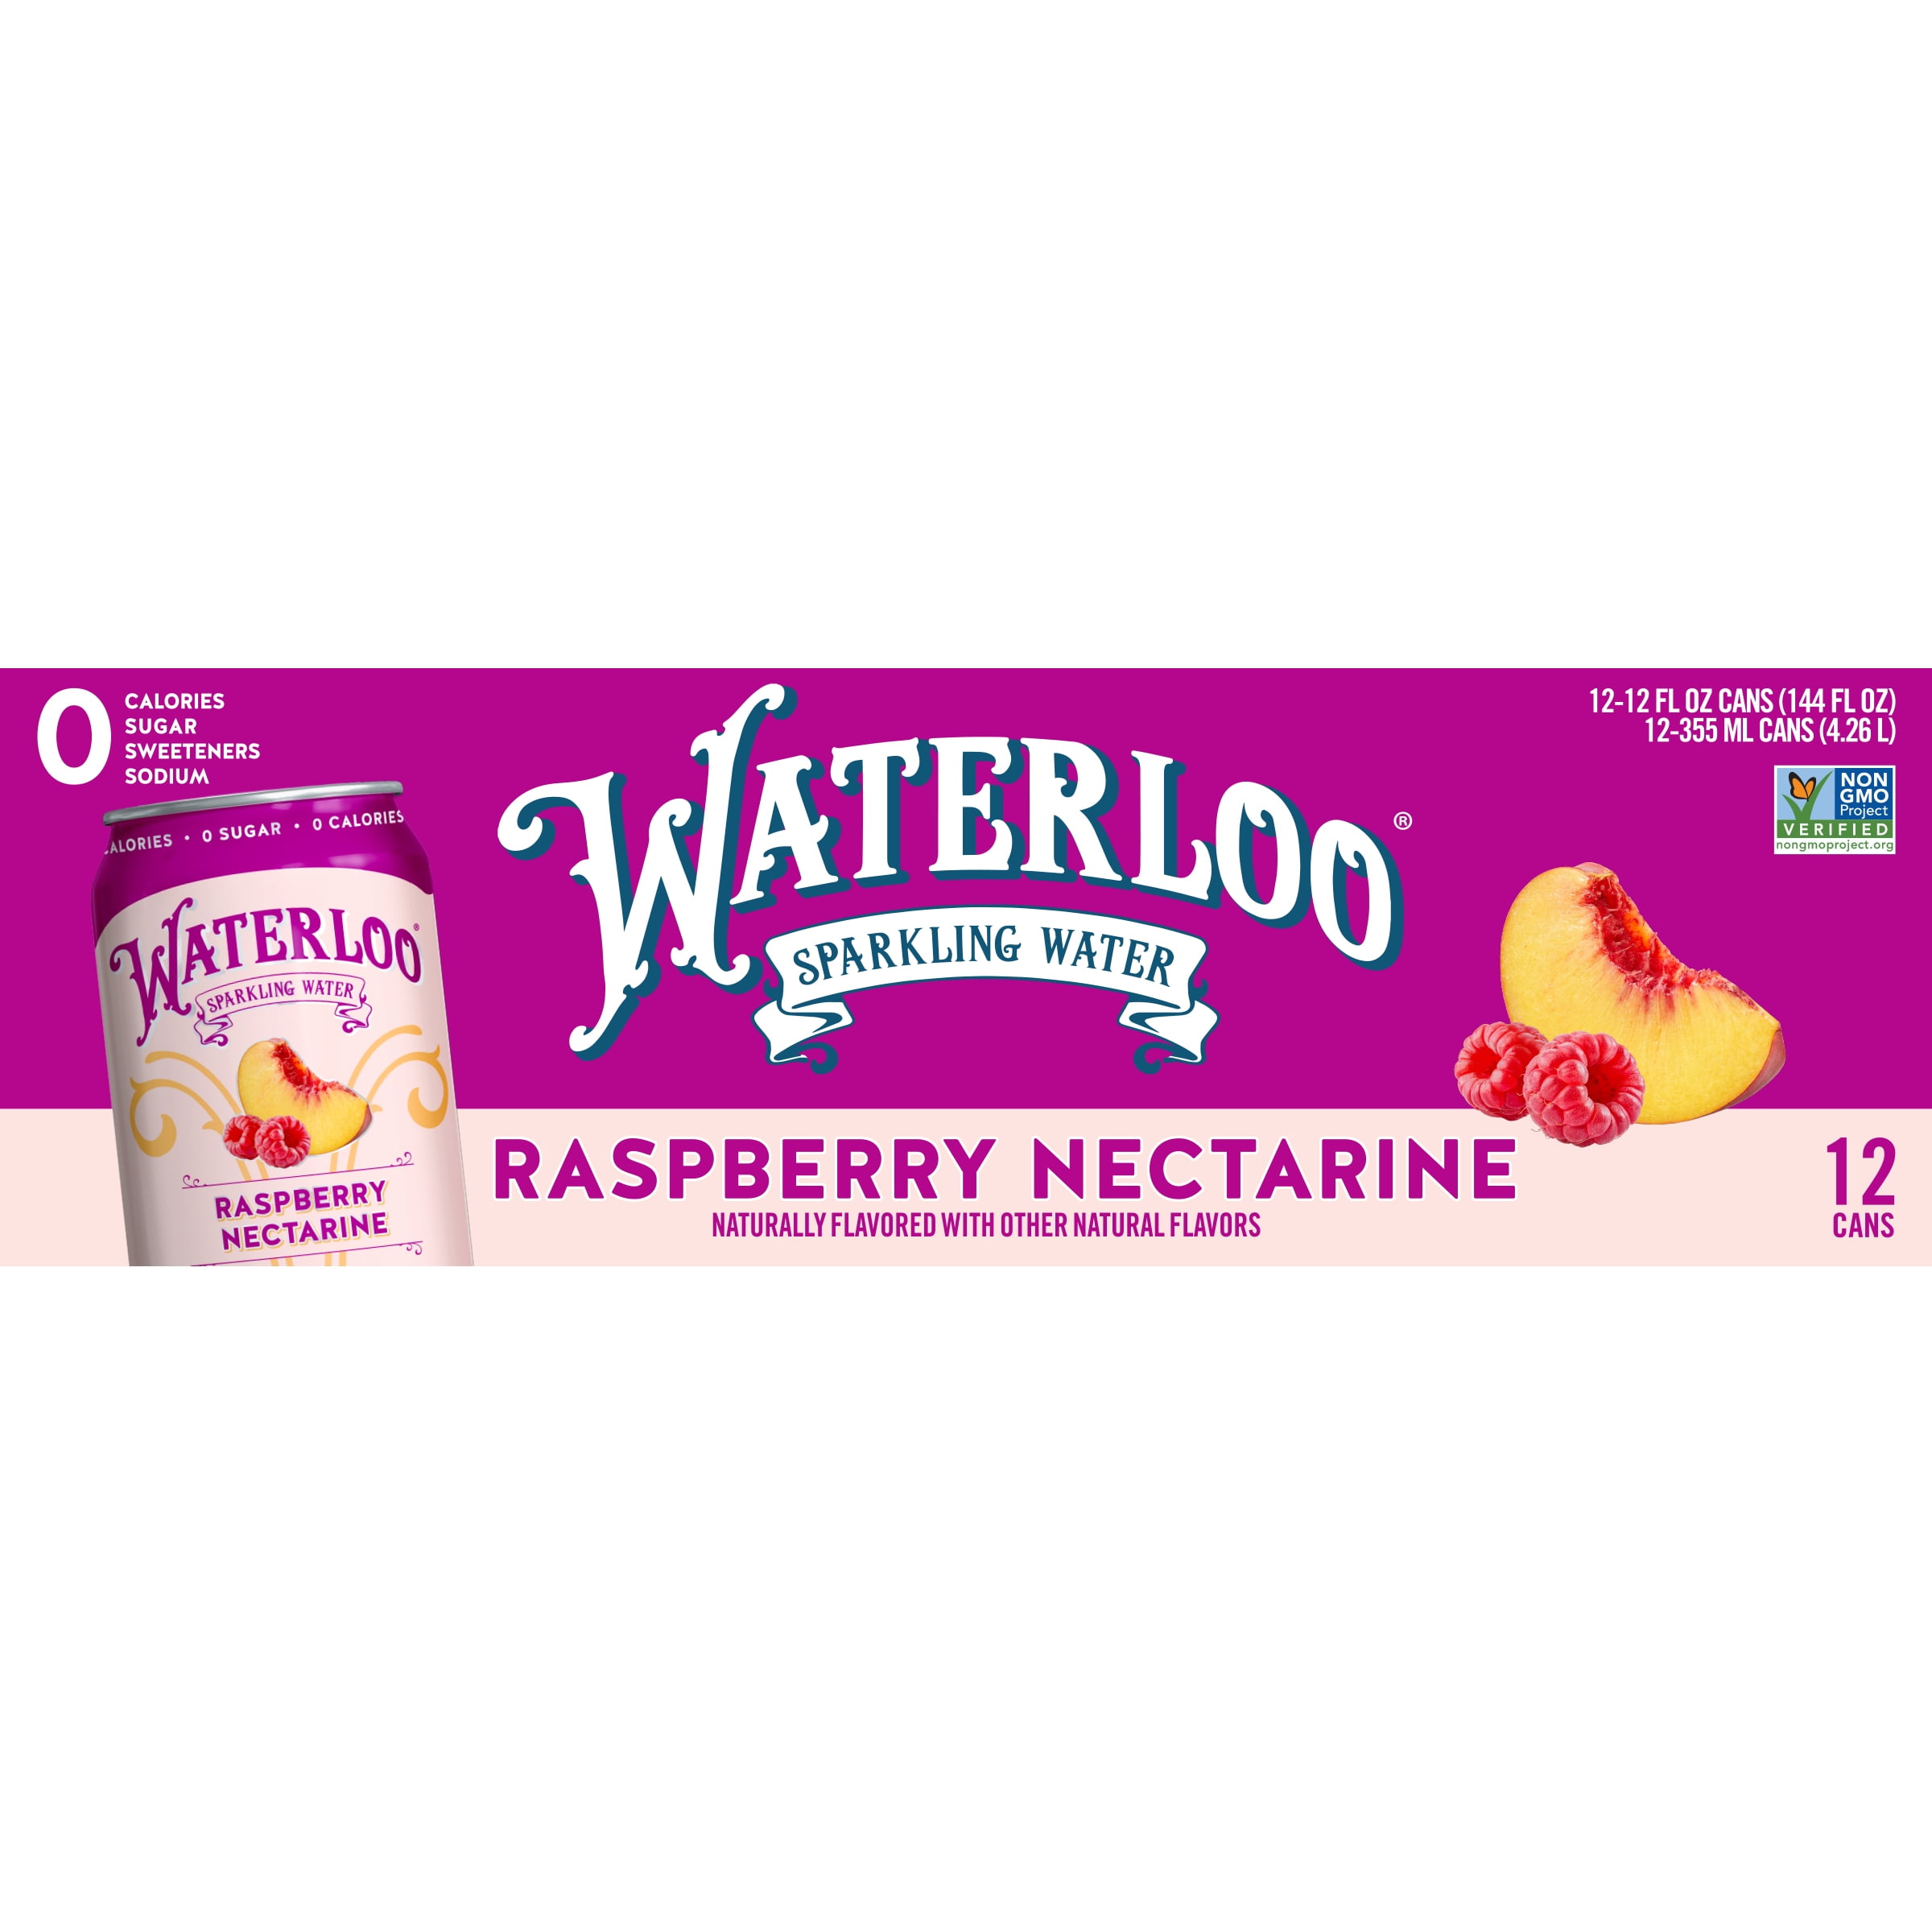 0 CALORIES
SUGAR
SWEETENERS
SODIUM
ALORIES • 0 SUGAR • 0 CALORIES
WATERLOO®
SPARKLING WATER
RASPBERRY
NECTARINE
WATERLOO®
SPARKLING WATER
RASPBERRY NECTARINE
NATURALLY FLAVORED WITH OTHER NATURAL FLAVORS
12-12 FL OZ CANS (144 FL OZ)
12-355 ML CANS (4.26 L)
NON
GMO
Project
VERIFIED
nongmoproject.org
12
CANS